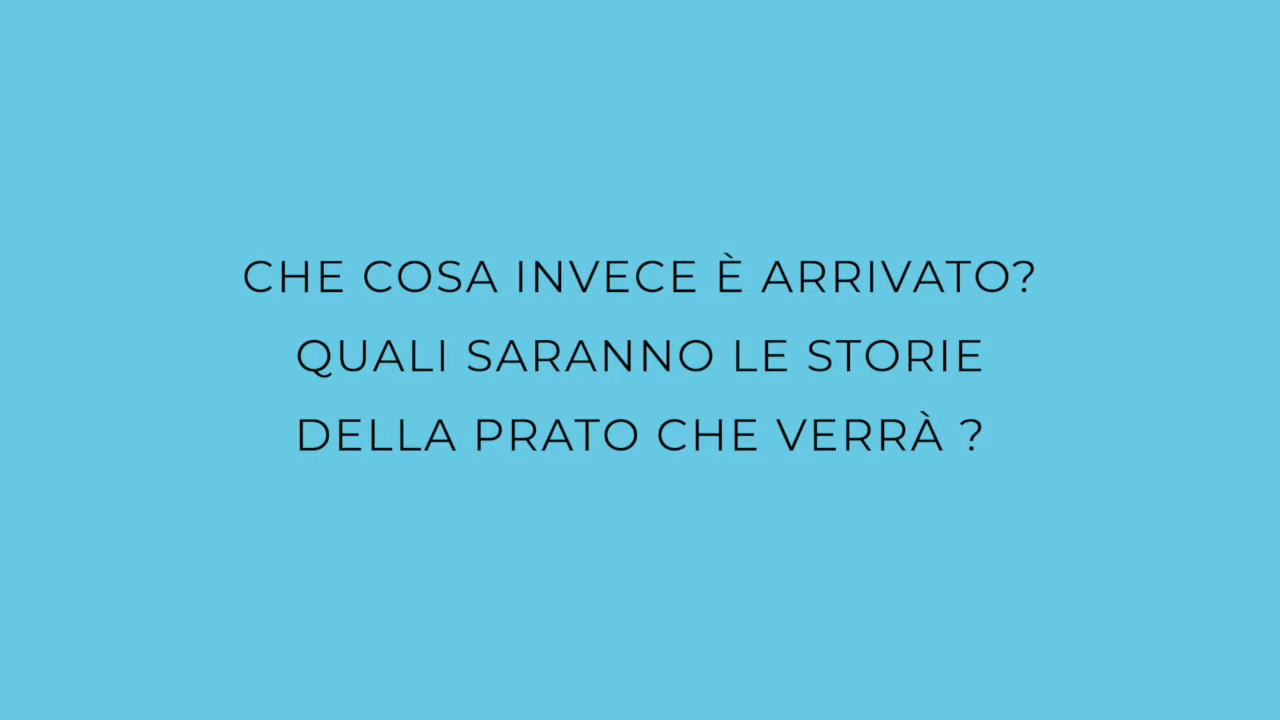 CHE COSA INVECE È ARRIVATO?
QUALI SARANNO LE STORIE
DELLA PRATO CHE VERRÀ ?